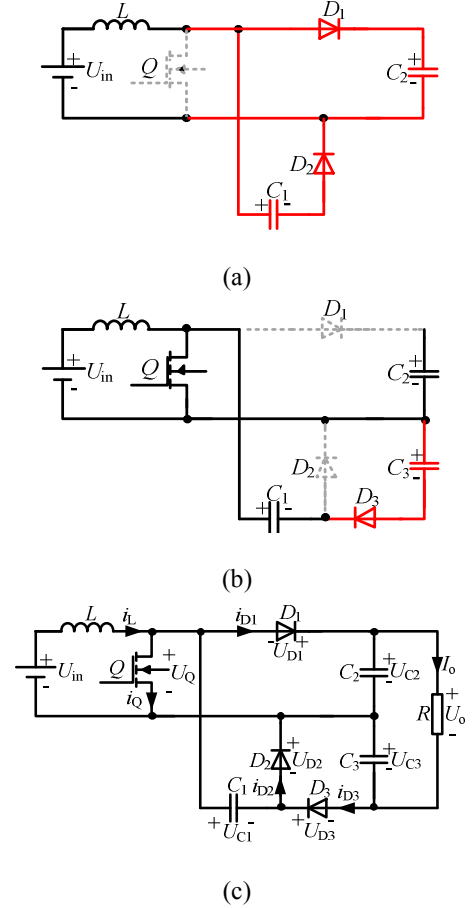 L
D1
+
Uin
-
Q
+
C2
-
D2
C1
+ -
(a)
L
D1
+
Uin
-
Q
+
C2
-
D2
+
C3
-
C1
+ -
D3
(b)
L iL iD1 D1
- UD1 +
+
Uin
-
Q
+
UQ
-
iQ
C2
+
UC2
-
Io
R
+
Uo
-
D2
+
UD2
-
C3
+
UC3
-
C1 iD2 D3 iD3
+ UC1 - + UD3 -
(c)